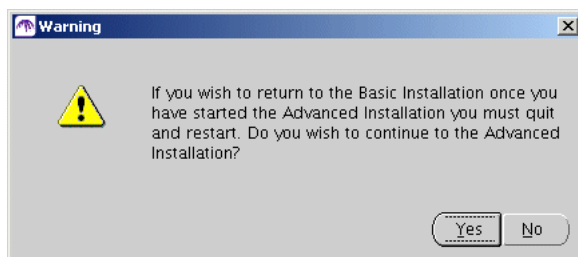 Warning
If you wish to return to the Basic Installation once you
have started the Advanced Installation you must quit
and restart. Do you wish to continue to the Advanced
Installation?
Yes No